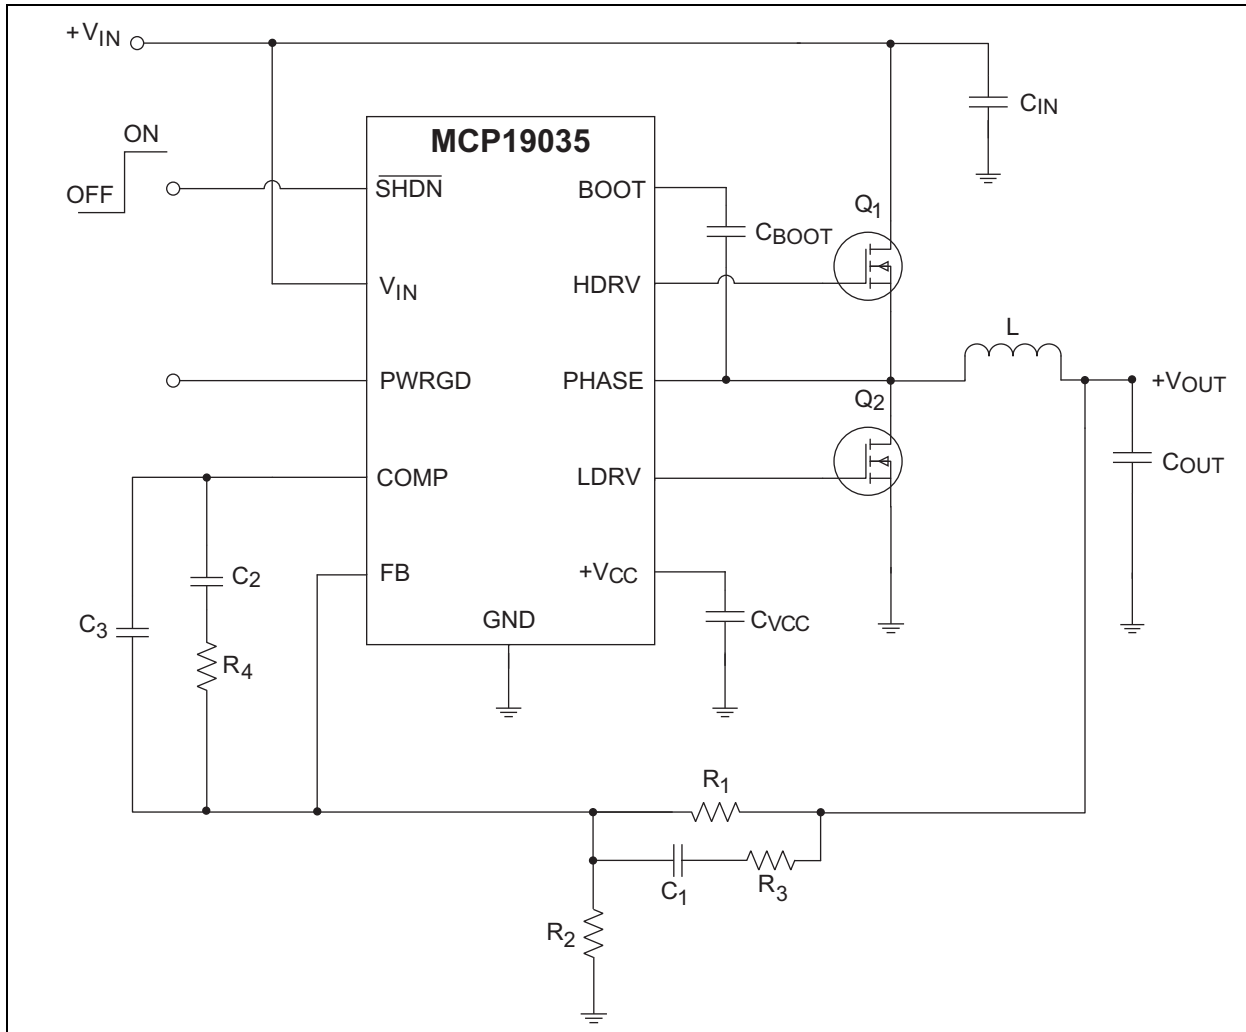 +VIN
CIN
ON
OFF
MCP19035
SHDN
BOOT
CBOOT
Q1
VIN
HDRV
L
PWRGD
PHASE
+VOUT
Q2
COMP
LDRV
COUT
C2
FB
+VCC
C3
GND
CVCC
R4
R1
C1
R3
R2